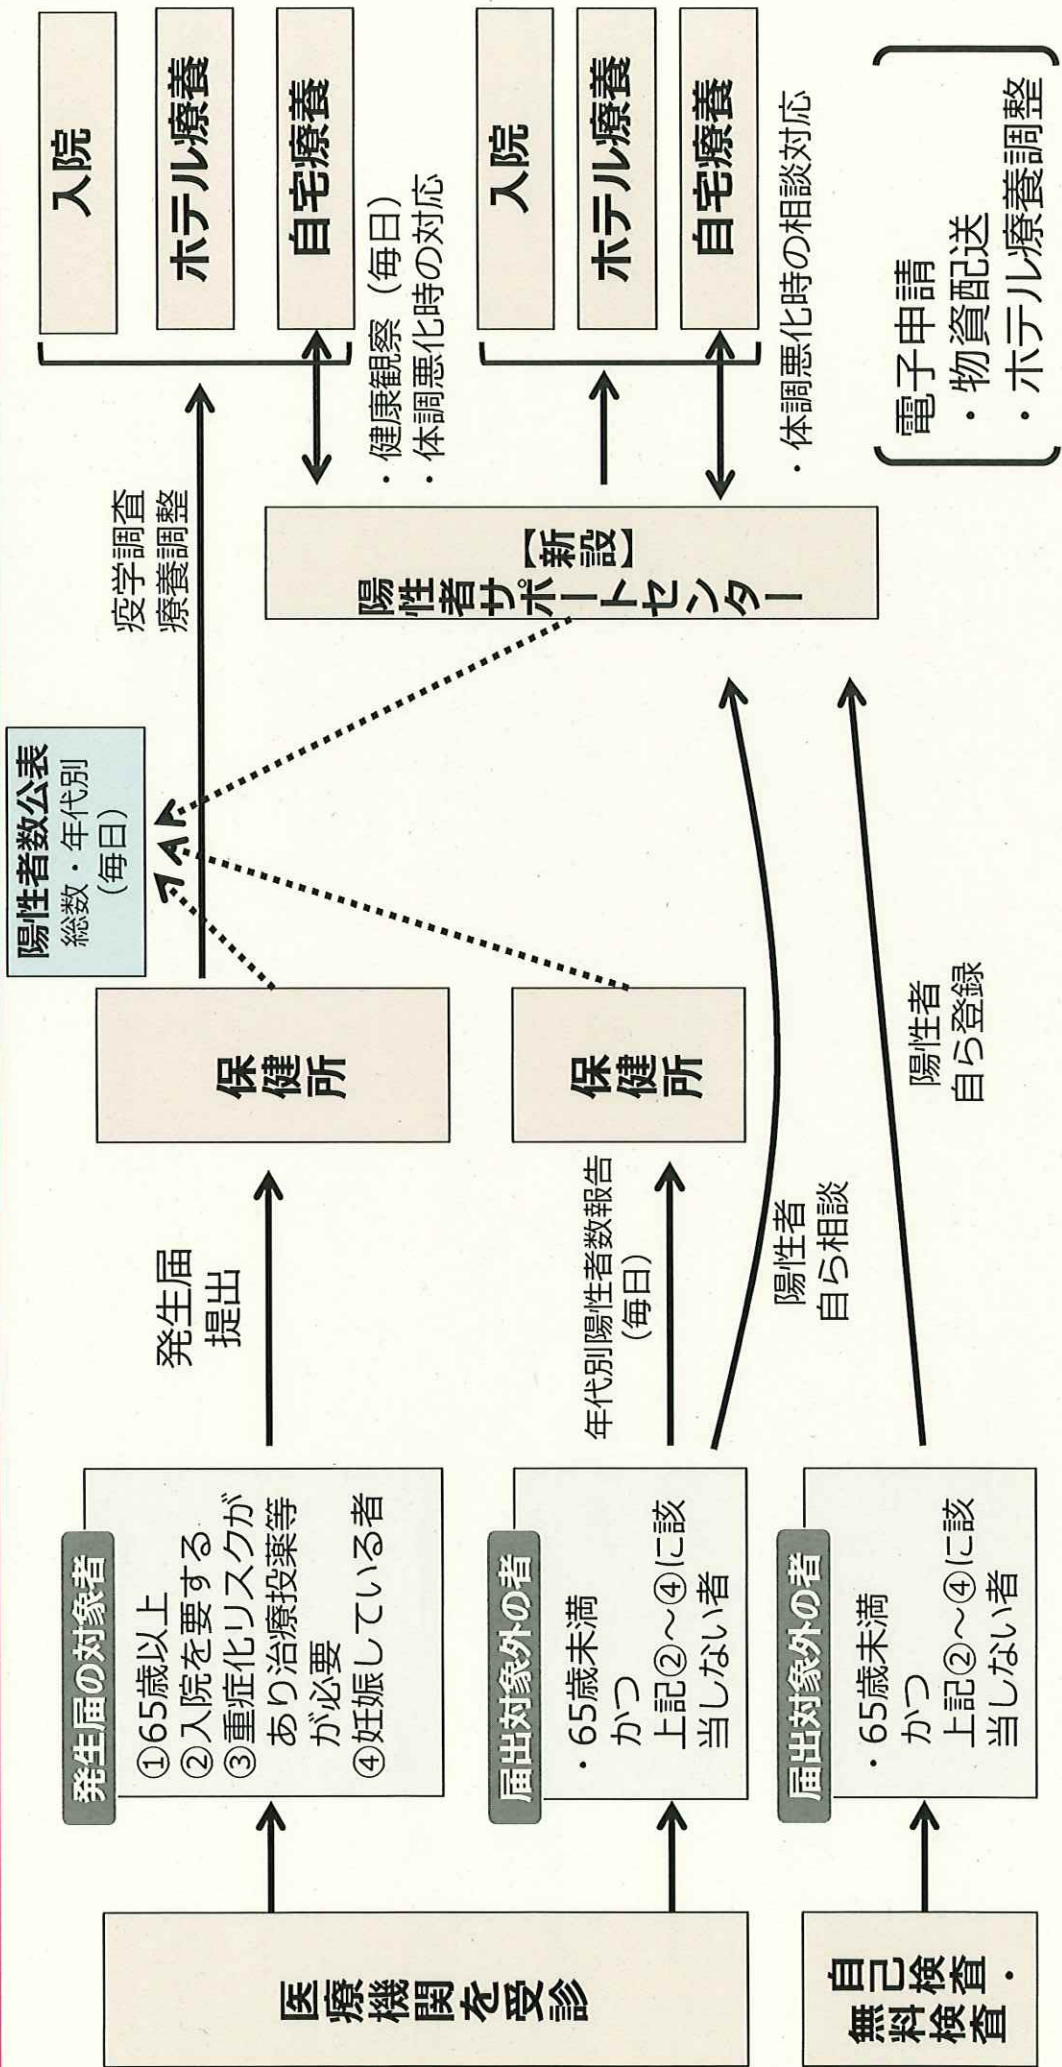 医療機関を受診
自己検査・
無料検査
発生届の対象者
①65歳以上
②入院を要する
③重症化リスクが
あり治療投薬等
が必要
④妊娠している者
届出対象外の者
・65歳未満
かつ
上記②～④に該
当しない者
届出対象外の者
・65歳未満
かつ
上記②～④に該
当しない者
発生届
提出
年代別陽性者数報告
（毎日）
陽性者
自ら相談
陽性者
自ら登録
保健所
保健所
陽性者数公表
総数・年代別
（毎日）
疫学調査
療養調整
【新設】
陽性者サポートセンター
入院
ホテル療養
自宅療養
・健康観察（毎日）
・体調悪化時の対応
入院
ホテル療養
自宅療養
・体調悪化時の相談対応
電子申請
・物資配送
・ホテル療養調整